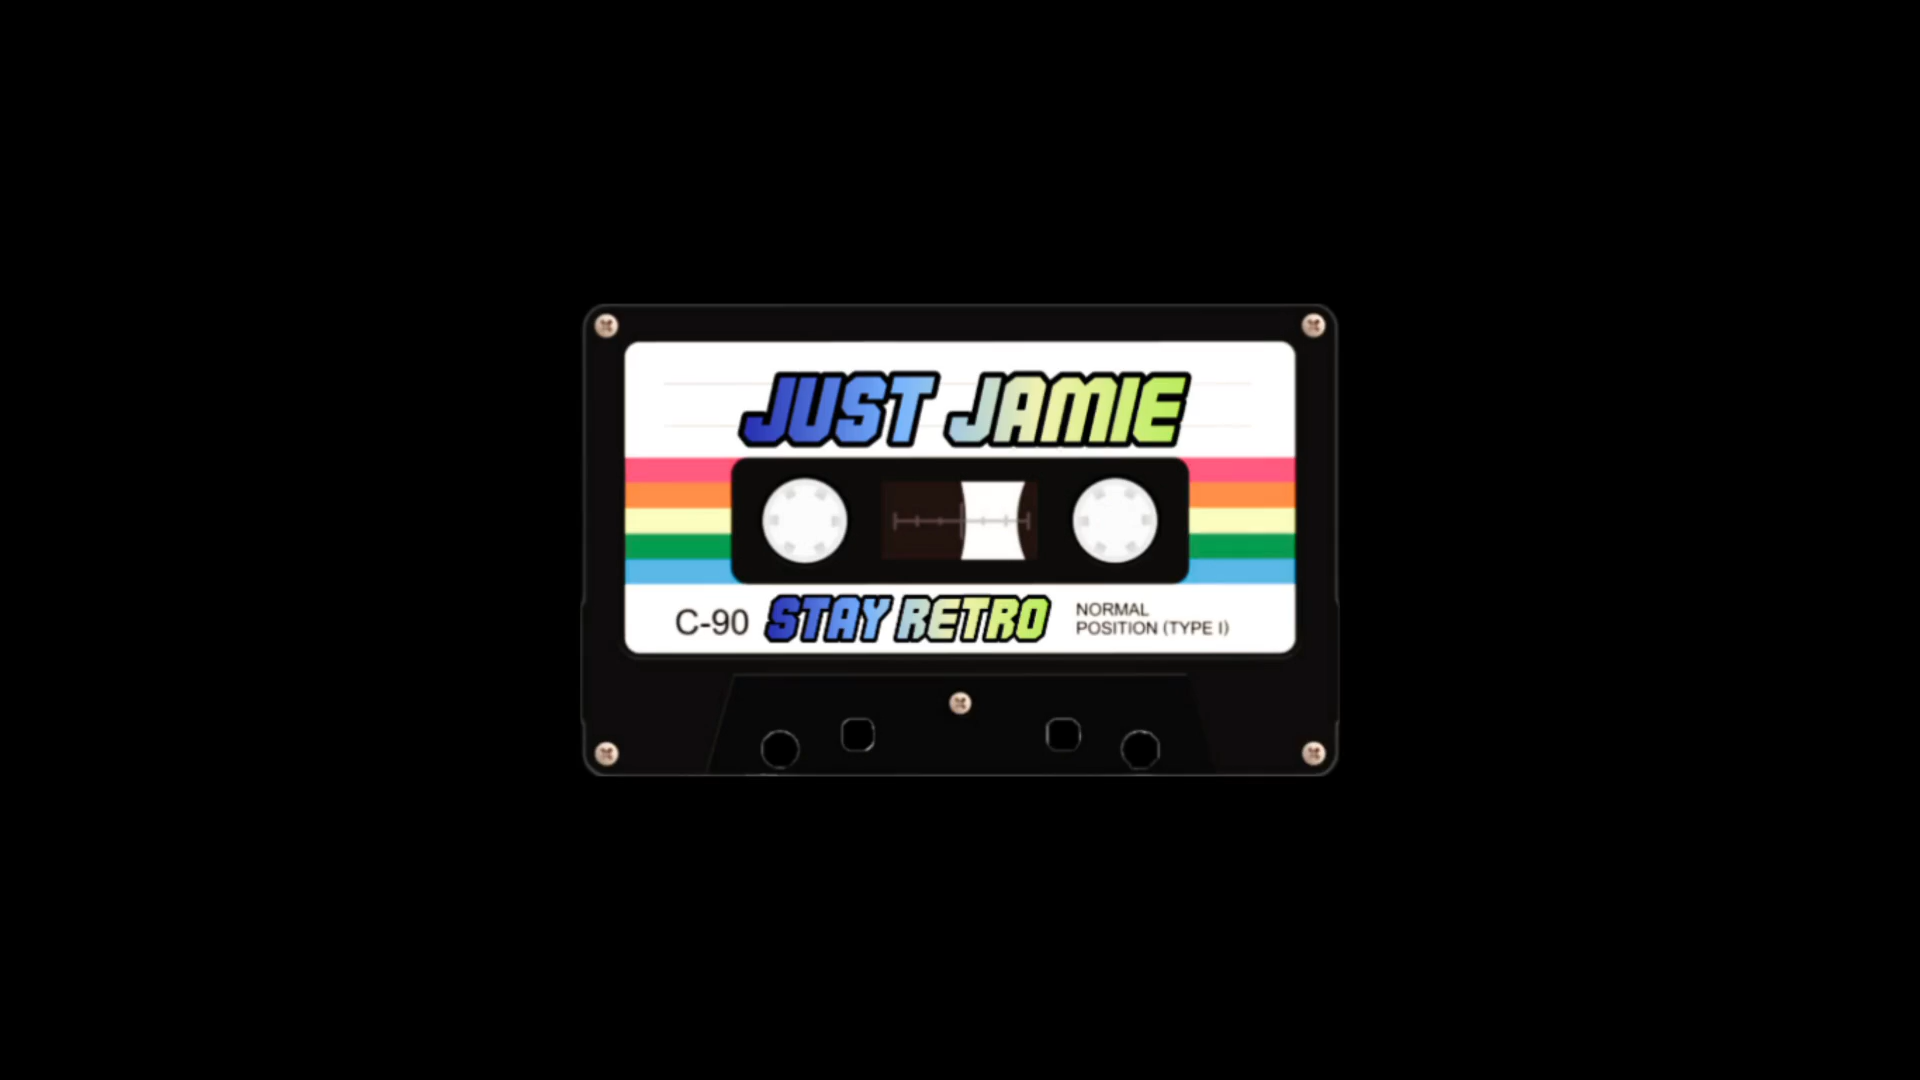 JUST JAMIE
C-90
STAY RETRO
NORMAL
POSITION (TYPE I)